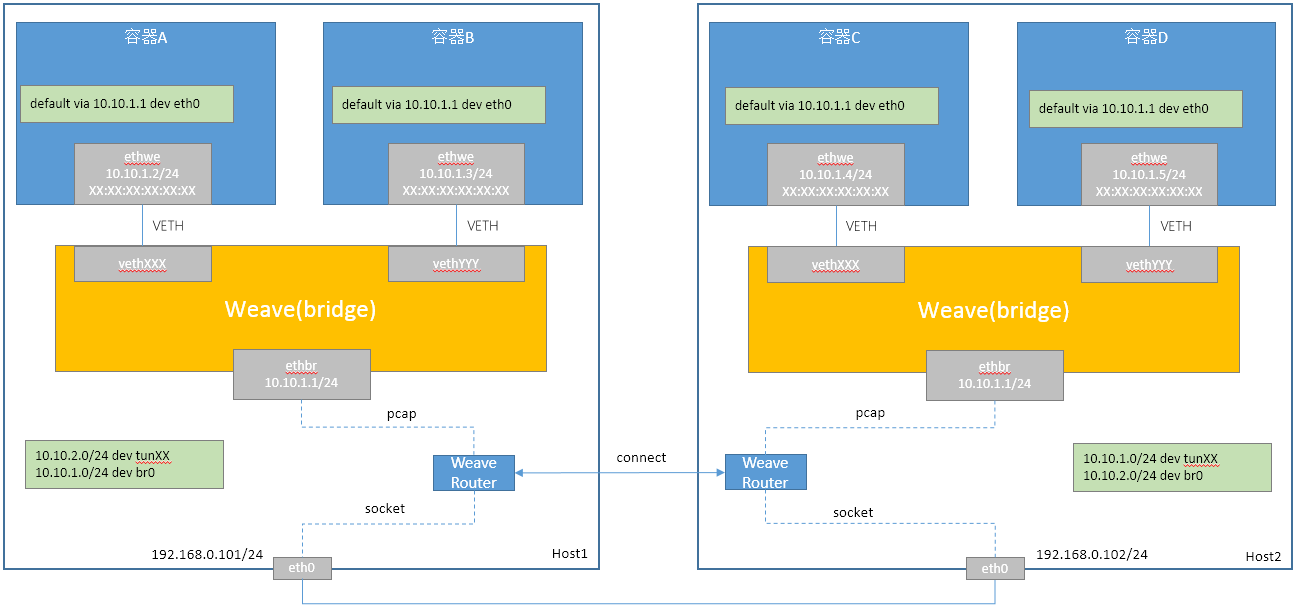 容器A
default via 10.10.1.1 dev eth0
ethwe
10.10.1.2/24
XX:XX:XX:XX:XX:XX
VETH
容器B
default via 10.10.1.1 dev eth0
ethwe
10.10.1.3/24
XX:XX:XX:XX:XX:XX
VETH
vethXXX
vethYYY
Weave(bridge)
ethbr
10.10.1.1/24
pcap
10.10.2.0/24 dev tunXX
10.10.1.0/24 dev br0
Weave
Router
socket
192.168.0.101/24
eth0
Host1
connect
容器C
default via 10.10.1.1 dev eth0
ethwe
10.10.1.4/24
XX:XX:XX:XX:XX:XX
VETH
容器D
default via 10.10.1.1 dev eth0
ethwe
10.10.1.5/24
XX:XX:XX:XX:XX:XX
VETH
vethXXX
vethYYY
Weave(bridge)
ethbr
10.10.1.1/24
pcap
Weave
Router
10.10.1.0/24 dev tunXX
10.10.2.0/24 dev br0
socket
eth0
192.168.0.102/24
Host2